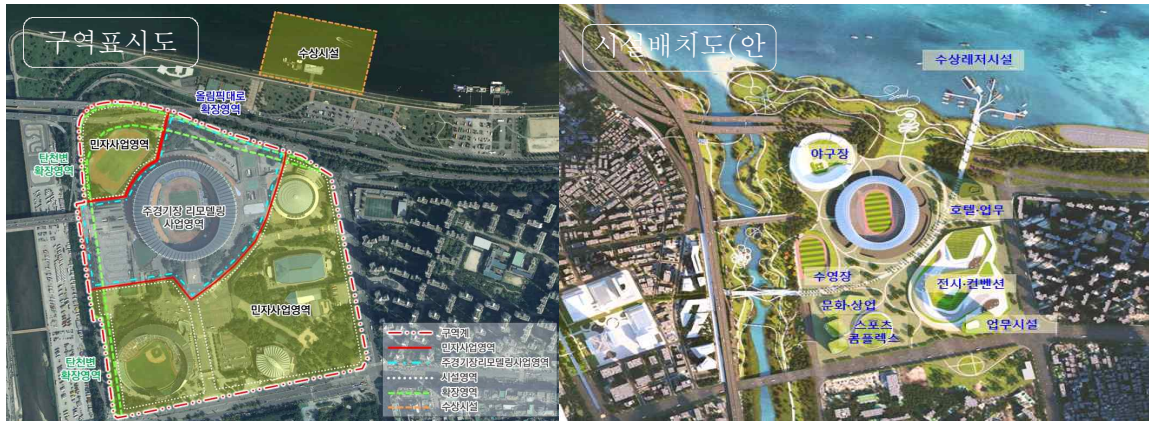 구역표시도
수상시설
올림픽대로
확장영역
민자사업영역
탄천변
확장영역
주경기장 리모델링
사업영역
민자사업영역
탄천변
확장영역
구역계
민자사업영역
주경기장리모델링사업영역
시설영역
확장영역
수상시설
시설배치도(안
수상레저시설
야구장
호텔·업무
수영장
전시·컨벤션
문화·상업
스포츠
콤플렉스
업무시설